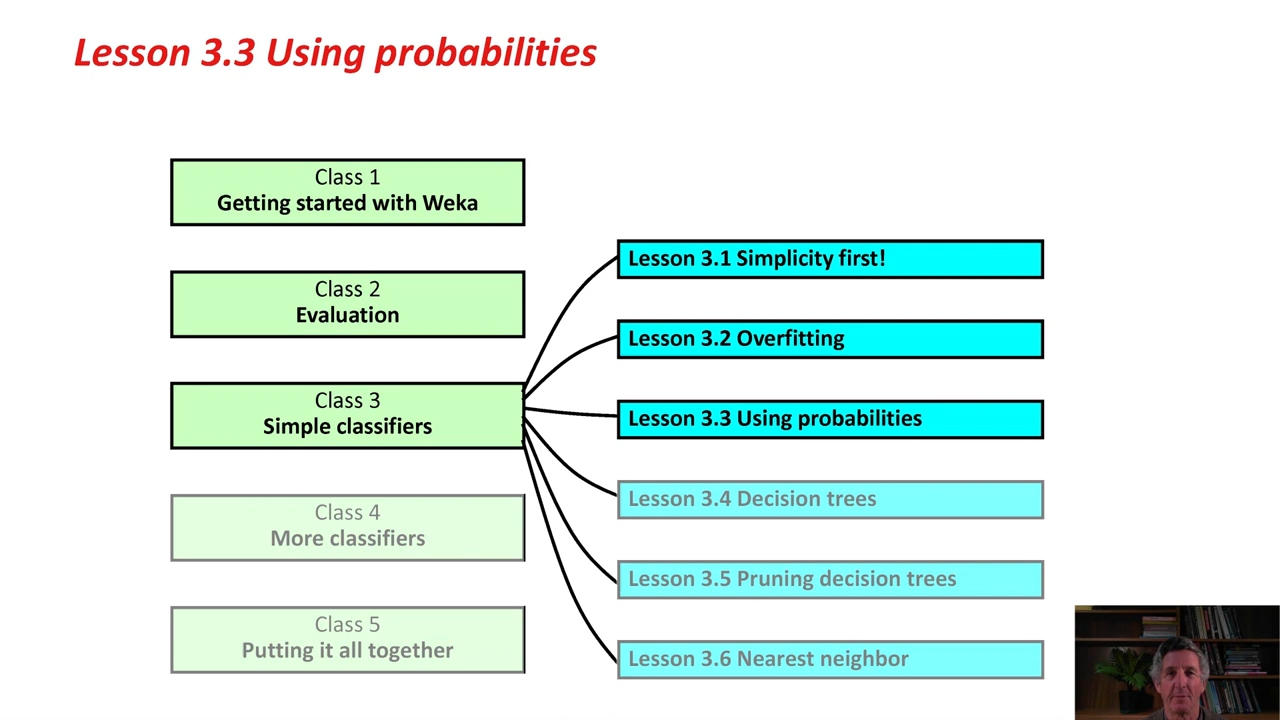 Lesson 3.3 Using probabilities
Class 1
Getting started with Weka
Class 2
Evaluation
Class 3
Simple classifiers
Class 4
More classifiers
Class 5
Putting it all together
Lesson 3.1 Simplicity first!
Lesson 3.2 Overfitting
Lesson 3.3 Using probabilities
Lesson 3.4 Decision trees
Lesson 3.5 Pruning decision trees
Lesson 3.6 Nearest neighbor